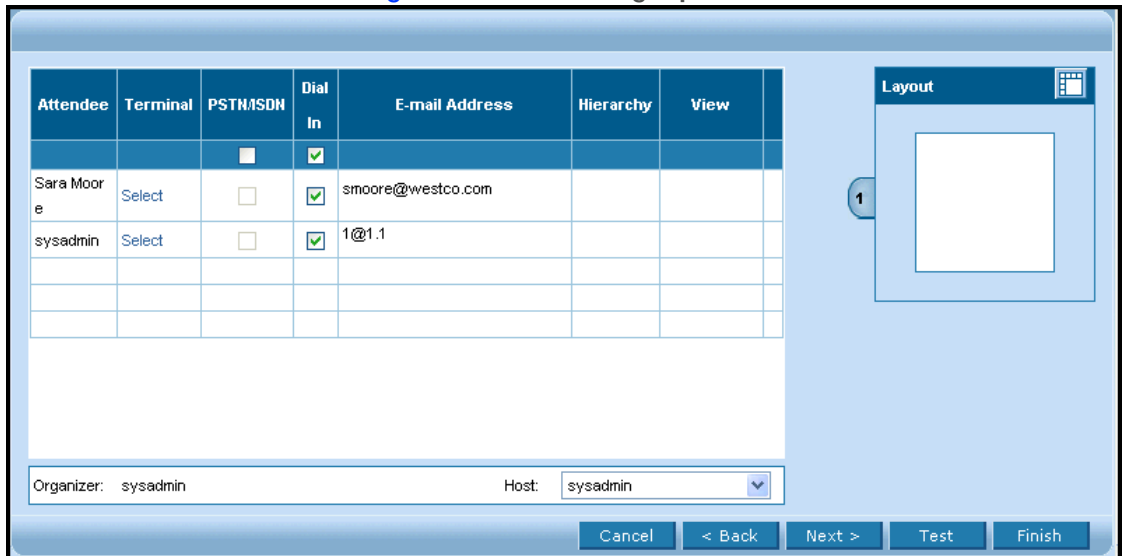 Attendee Terminal PSTN/ISDN Dial In E-mail Address Hierarchy View
Sara Moore Select smoore@westco.com
sysadmin Select 1@1.1
Organizer: sysadmin Host: sysadmin
Layout
1
Cancel < Back Next > Test Finish